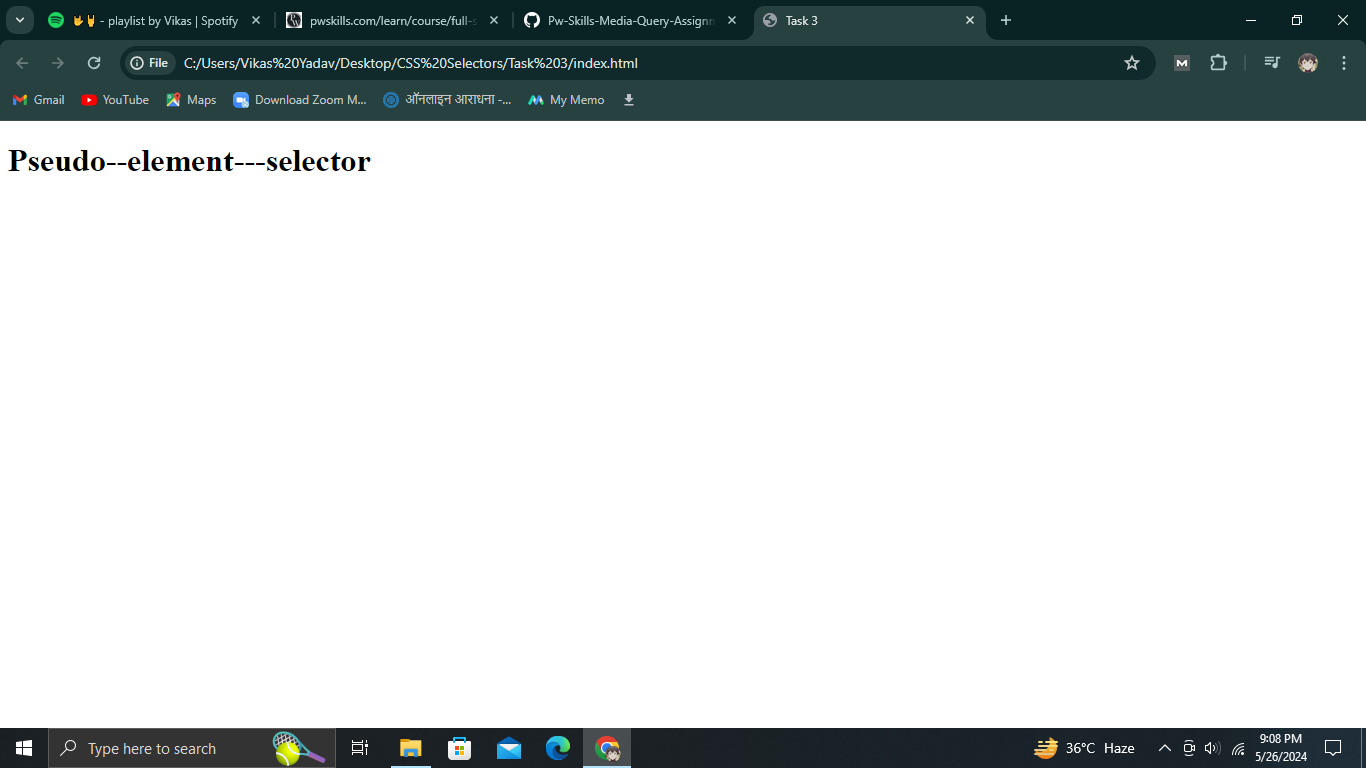 🤟🤘 - playlist by Vikas | Spotify
pwskills.com/learn/course/full-s
Pw-Skills-Media-Query-Assignm
Task 3
File
C:/Users/Vikas%20Yadav/Desktop/CSS%20Selectors/Task%203/index.html
M
Gmail
YouTube
Maps
Download Zoom M...
ऑनलाइन आराधना -...
My Memo
Pseudo--element---selector
Type here to search
36°C Haze
9:08 PM
5/26/2024